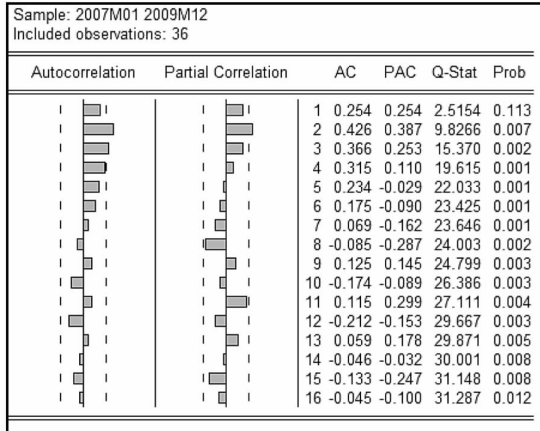 Sample: 2007M01 2009M12
Included observations: 36
Autocorrelation Partial Correlation AC PAC Q-Stat Prob
1 0.254 0.254 2.5154 0.113
2 0.426 0.387 9.8266 0.007
3 0.366 0.253 15.370 0.002
4 0.315 0.110 19.615 0.001
5 0.234 -0.029 22.033 0.001
6 0.175 -0.090 23.425 0.001
7 0.069 -0.162 23.646 0.001
8 -0.085 -0.287 24.003 0.002
9 0.125 0.145 24.799 0.003
10 -0.174 -0.089 26.386 0.003
11 0.115 0.299 27.111 0.004
12 -0.212 -0.153 29.667 0.003
13 0.059 0.178 29.871 0.005
14 -0.046 -0.032 30.001 0.008
15 -0.133 -0.247 31.148 0.008
16 -0.045 -0.100 31.287 0.012